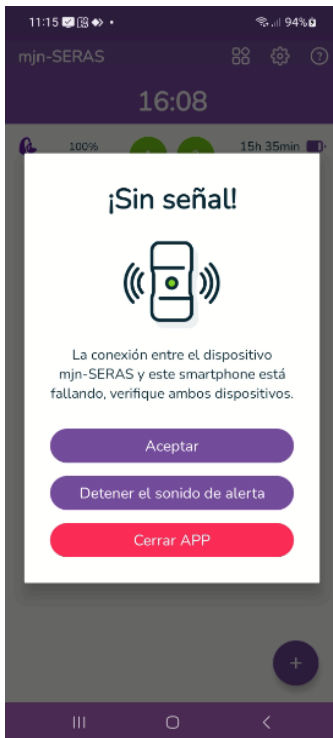 11:15 94%
mjn-SERAS
16:08
100% 15h 35min
¡Sin señal!
La conexión entre el dispositivo
mjn-SERAS y este smartphone está
fallando, verifique ambos dispositivos.
Aceptar
Detener el sonido de alerta
Cerrar APP
+